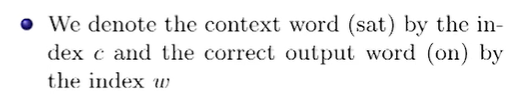 We denote the context word (sat) by the in-
dex c and the correct output word (on) by
the index w